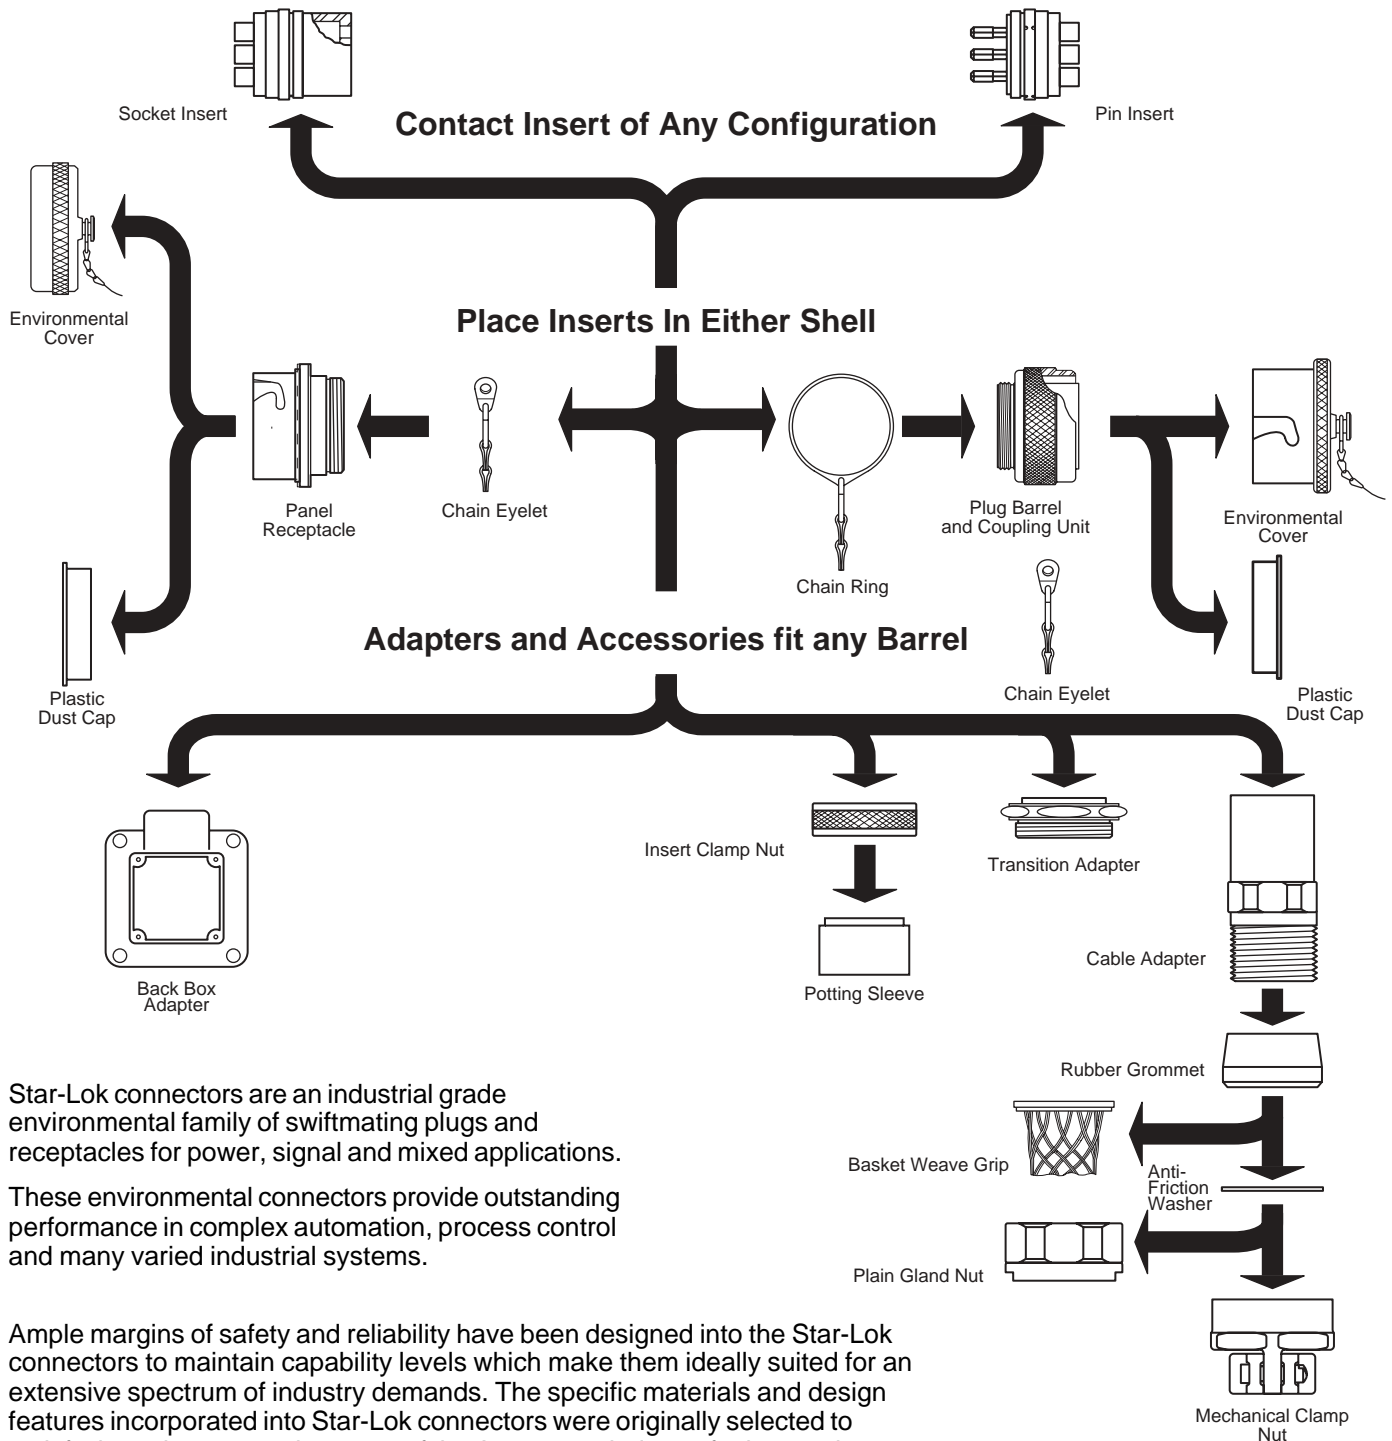 Socket Insert
Contact Insert of Any Configuration
Pin Insert
Environmental
Cover
Place Inserts In Either Shell
Panel
Receptacle
Chain Eyelet
Chain Ring
Plug Barrel
and Coupling Unit
Environmental
Cover
Adapters and Accessories fit any Barrel
Chain Eyelet
Plastic
Dust Cap
Plastic
Dust Cap
Back Box
Adapter
Insert Clamp Nut
Potting Sleeve
Transition Adapter
Cable Adapter
Rubber Grommet
Basket Weave Grip
Anti-
Friction
Washer
Plain Gland Nut
Mechanical Clamp
Nut
Star-Lok connectors are an industrial grade
environmental family of swiftmating plugs and
receptacles for power, signal and mixed applications.
These environmental connectors provide outstanding
performance in complex automation, process control
and many varied industrial systems.
Ample margins of safety and reliability have been designed into the Star-Lok
connectors to maintain capability levels which make them ideally suited for an
extensive spectrum of industry demands. The specific materials and design
features incorporated into Star-Lok connectors were originally selected to